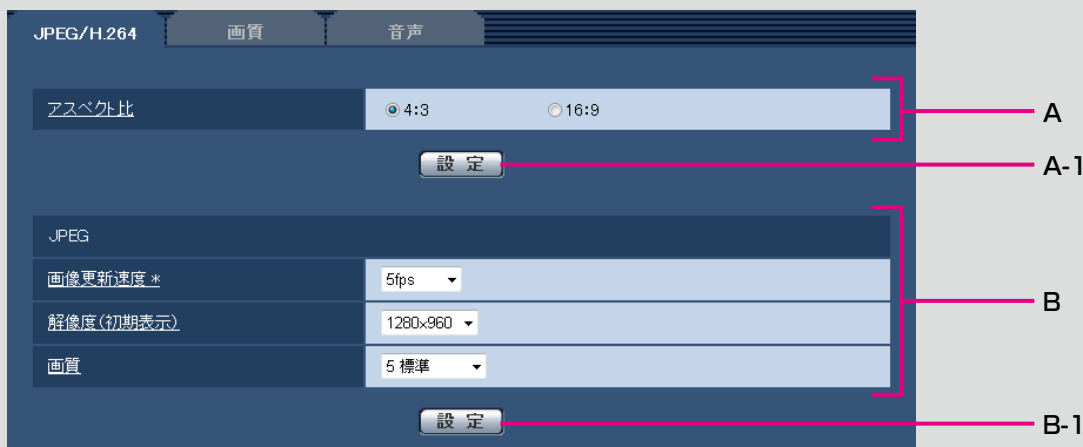 JPEG/H.264 画質 音声
アスペクト比 4:3 16:9 A
設 定 A-1
JPEG
画像更新速度 * 5fps
解像度(初期表示) 1280×960 B
画質 5 標準
設 定 B-1